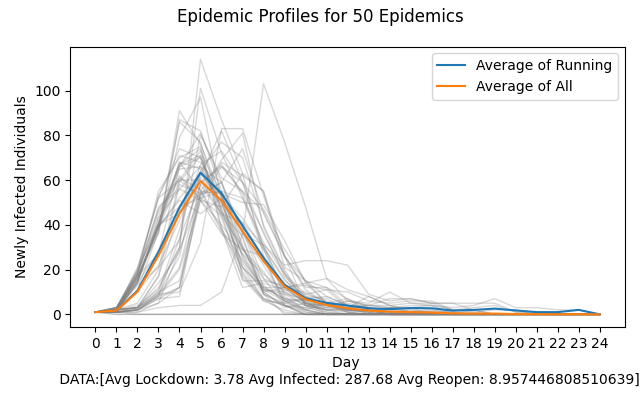 Epidemic Profiles for 50 Epidemics
Newly Infected Individuals
100
80
60
40
20
0
Average of Running
Average of All
0 1 2 3 4 5 6 7 8 9 10 11 12 13 14 15 16 17 18 19 20 21 22 23 24
Day
DATA:[Avg Lockdown: 3.78 Avg Infected: 287.68 Avg Reopen: 8.957446808510639]